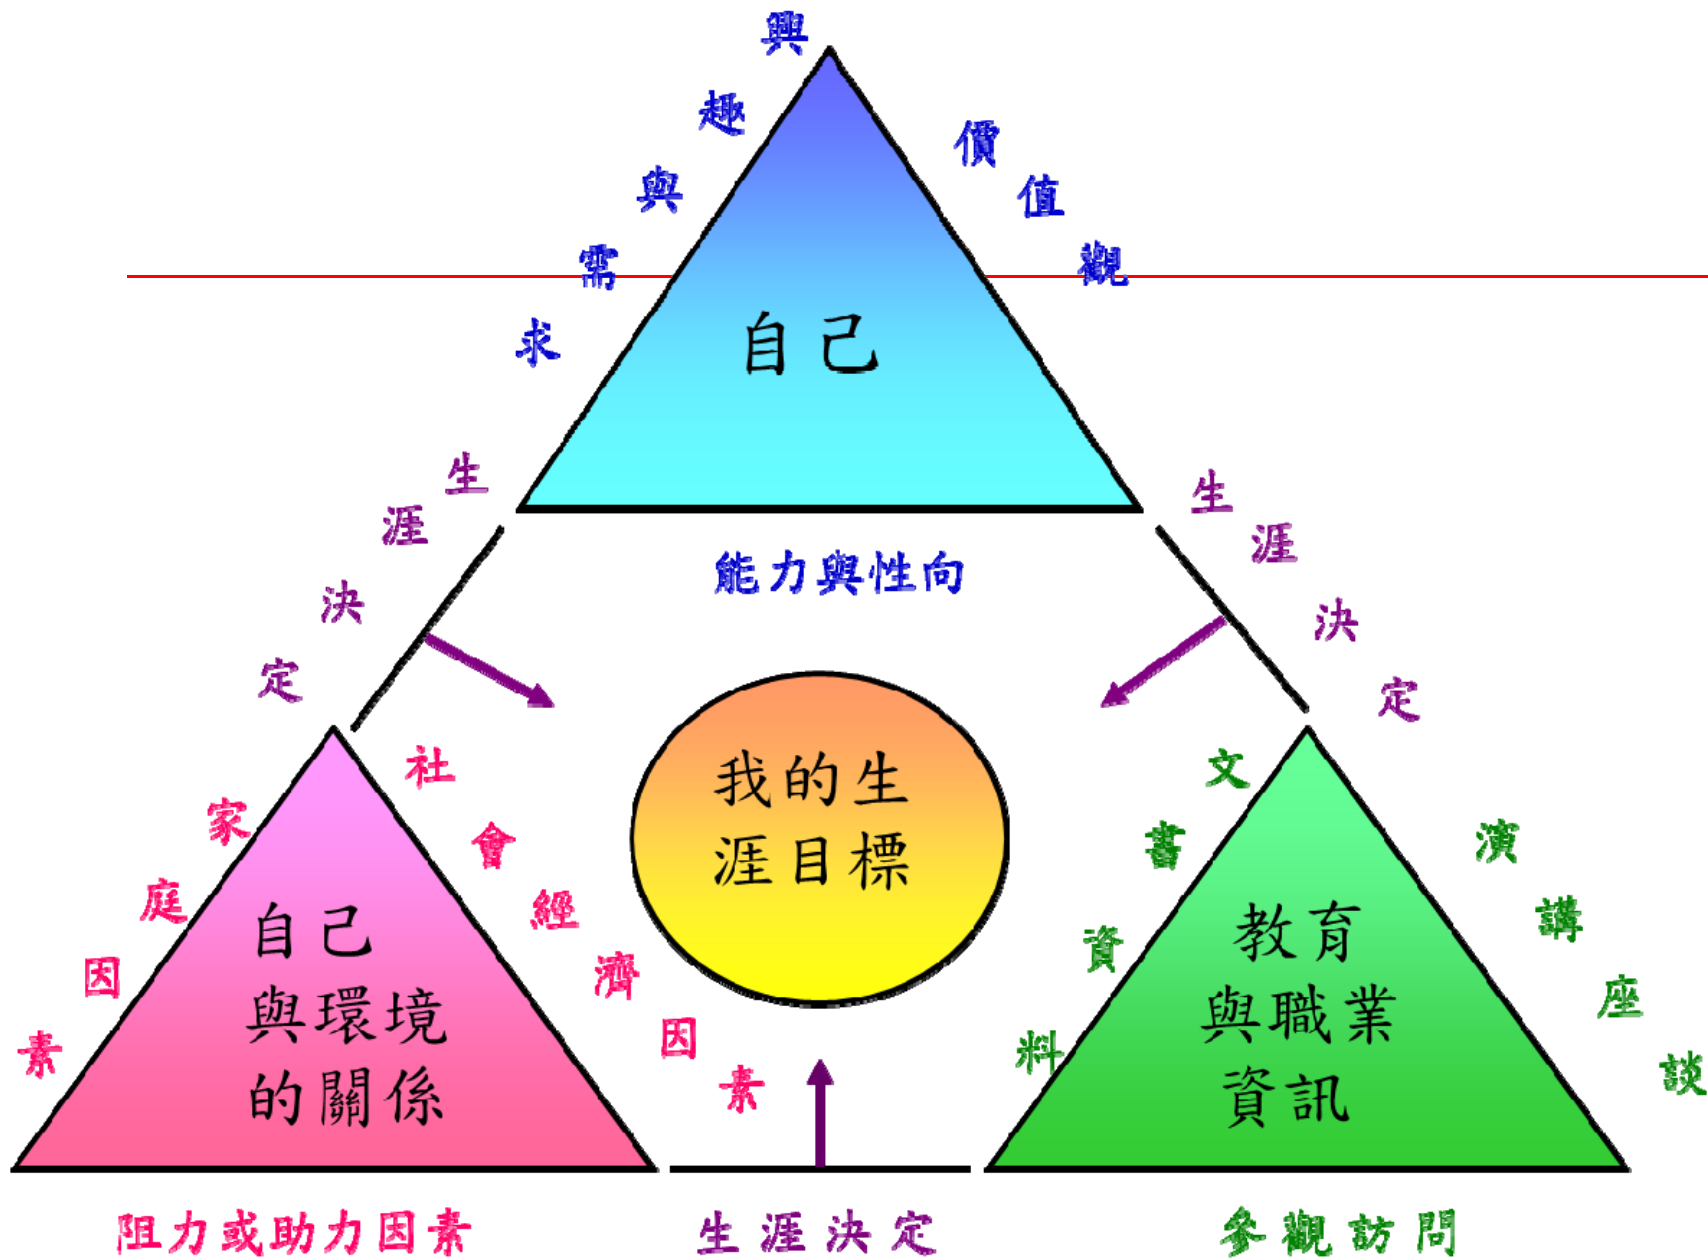 興趣與需求
價值觀
自己
能力與性向
生涯決定
生涯決定
我的生
涯目標
家庭因素
社會經濟因素
自己
與環境
的關係
阻力或助力因素
文書資料
演講座談
教育
與職業
資訊
參觀訪問
生涯決定